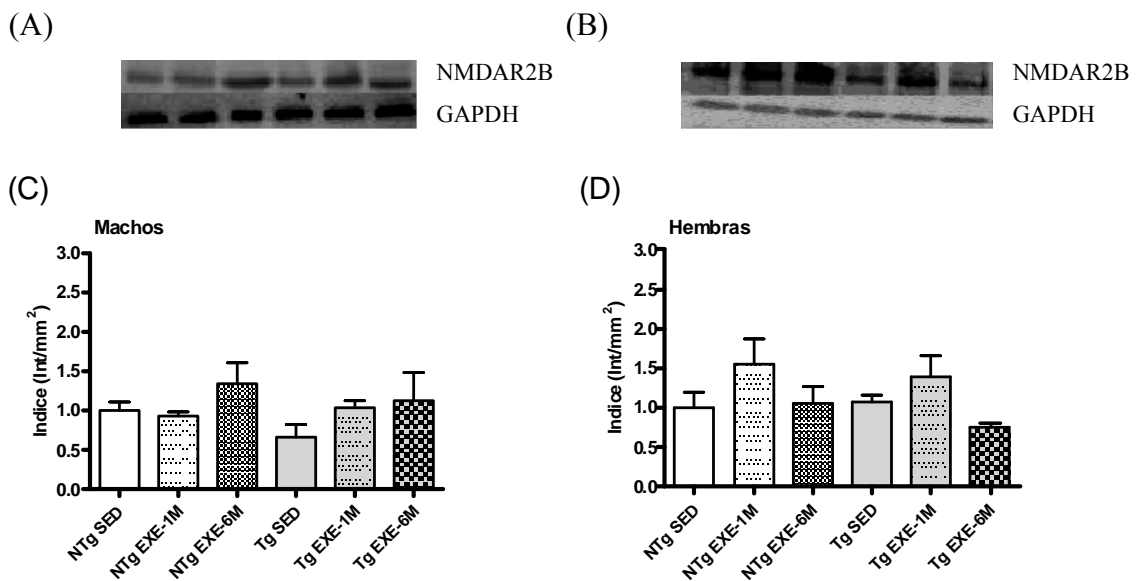 (A)
NMDAR2B
GAPDH
(B)
NMDAR2B
GAPDH
(C)
Machos
Indice (Int/mm²)
3.0
2.5
2.0
1.5
1.0
0.5
0.0
NTg SED
NTg EXE-1M
NTg EXE-6M
Tg SED
Tg EXE-1M
Tg EXE-6M
(D)
Hembras
Indice (Int/mm²)
3.0
2.5
2.0
1.5
1.0
0.5
0.0
NTg SED
NTg EXE-1M
NTg EXE-6M
Tg SED
Tg EXE-1M
Tg EXE-6M